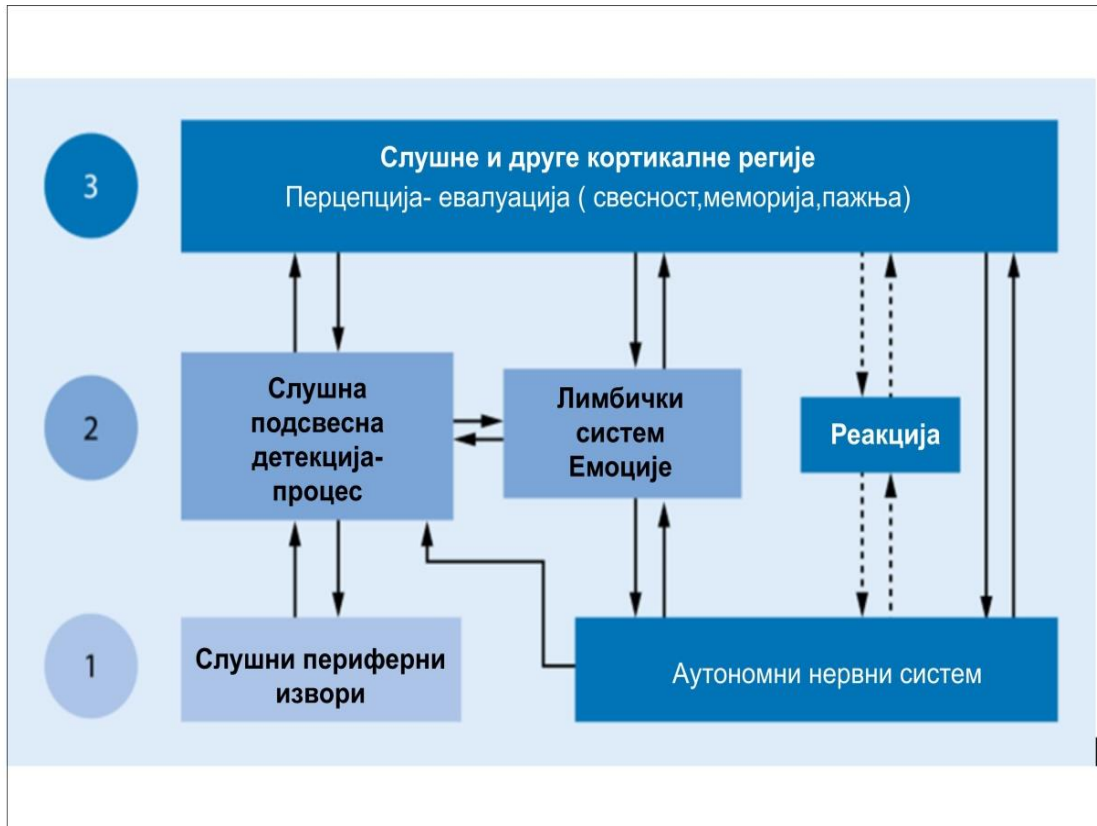 3
Слушне и друге кортикалне регије
Перцепција- евалуација ( свесност,меморија,пажња)
2
Слушна
подсвесна
детекција-
процес
Лимбички
систем
Емоције
Реакција
1
Слушни периферни
извори
Аутономни нервни систем